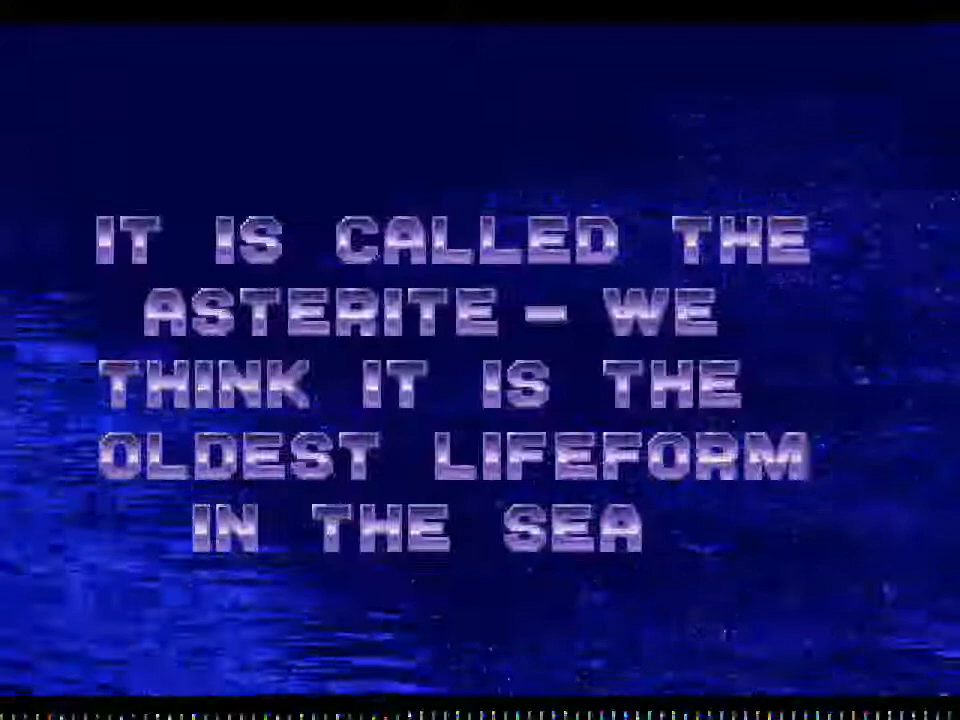 IT IS CALLED THE
ASTERITE - WE
THINK IT IS THE
OLDEST LIFEFORM
IN THE SEA